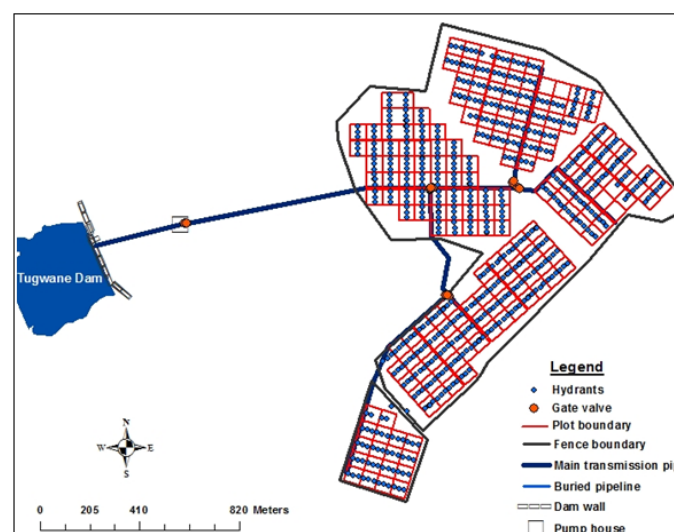 Tugwane Dam
Legend
Hydrants
Gate valve
Plot boundary
Fence boundary
Main transmission pip
Buried pipeline
Dam wall
Pump house
N
W E
S
0 205 410 820 Meters